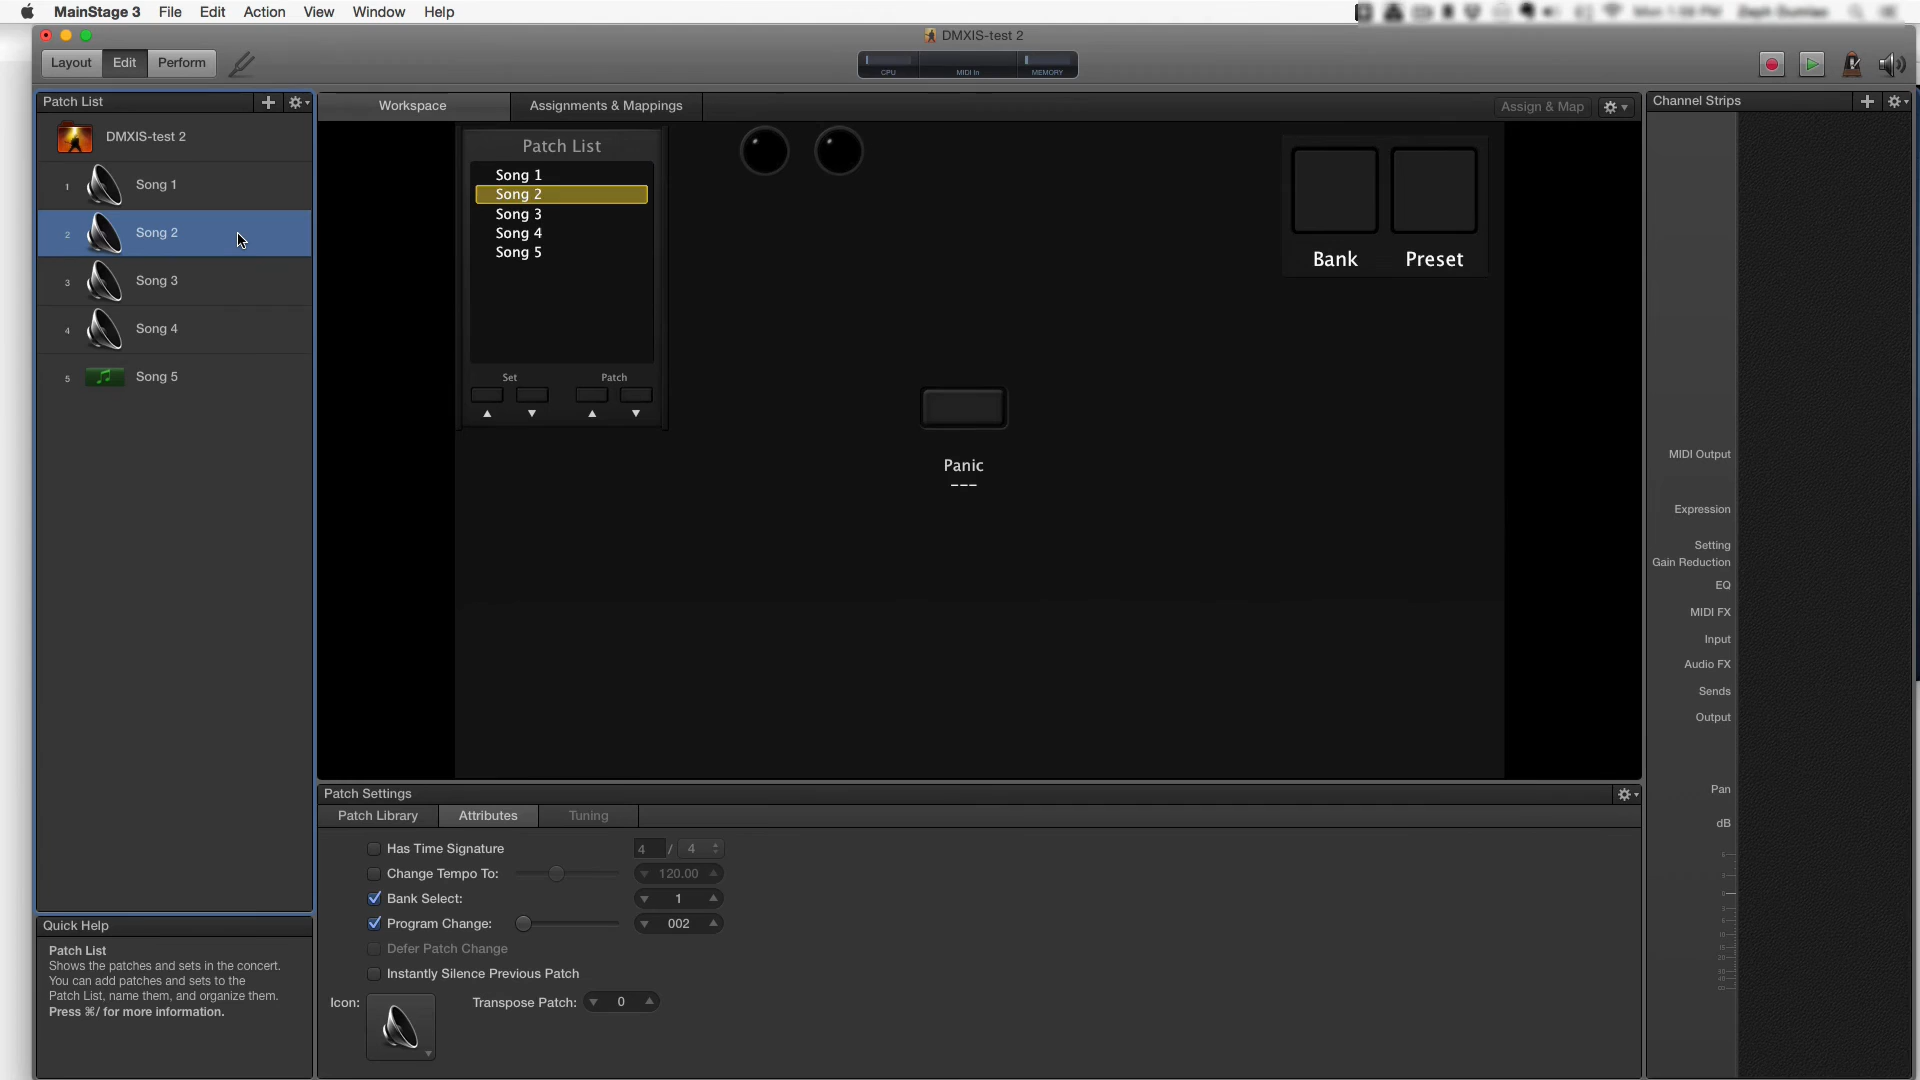 MainStage 3 File Edit Action View Window Help
DMXIS-test 2
Layout Edit Perform
CPU MIDI In MEMORY
Patch List
Workspace Assignments & Mappings Assign & Map
Channel Strips
DMXIS-test 2
1 Song 1
2 Song 2
3 Song 3
4 Song 4
5 Song 5
Patch List
Song 1
Song 2
Song 3
Song 4
Song 5
Set Patch
Bank Preset
Panic
---
MIDI Output
Expression
Setting
Gain Reduction
EQ
MIDI FX
Input
Audio FX
Sends
Output
Pan
dB
Patch Settings
Patch Library Attributes Tuning
Has Time Signature 4 / 4
Change Tempo To: 120.00
Bank Select: 1
Program Change: 002
Defer Patch Change
Instantly Silence Previous Patch
Icon: Transpose Patch: 0
Quick Help
Patch List
Shows the patches and sets in the concert.
You can add patches and sets to the
Patch List, name them, and organize them.
Press ⌘/ for more information.